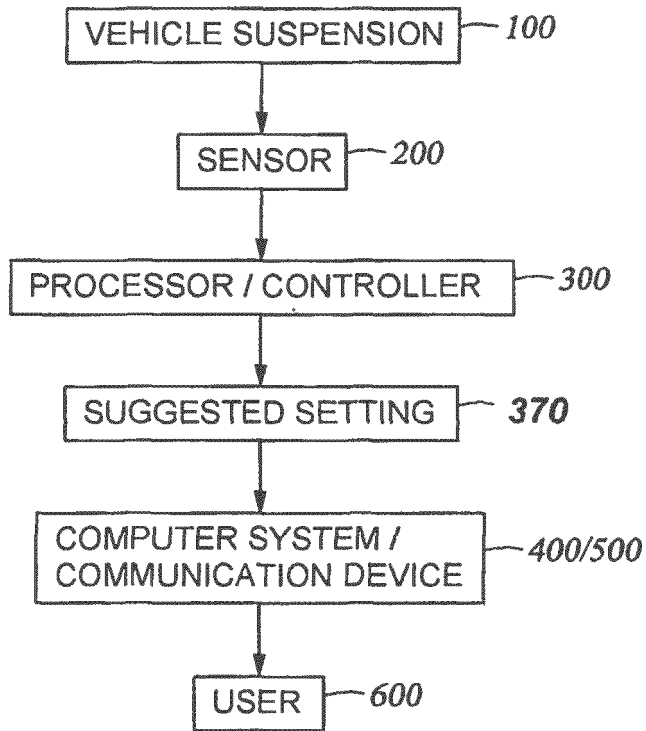 VEHICLE SUSPENSION 100
SENSOR 200
PROCESSOR / CONTROLLER 300
SUGGESTED SETTING 370
COMPUTER SYSTEM /
COMMUNICATION DEVICE 400/500
USER 600